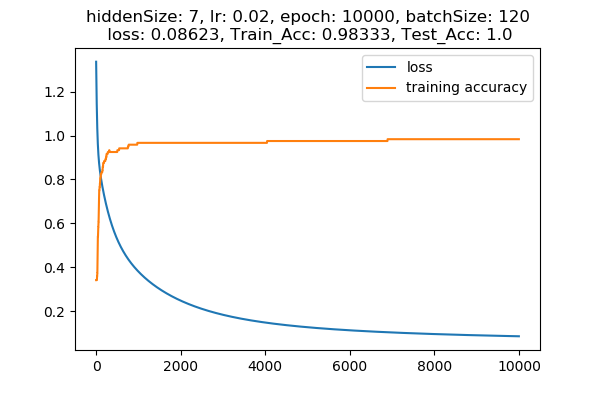 hiddenSize: 7, lr: 0.02, epoch: 10000, batchSize: 120
loss: 0.08623, Train_Acc: 0.98333, Test_Acc: 1.0
loss
training accuracy
1.2
1.0
0.8
0.6
0.4
0.2
0 2000 4000 6000 8000 10000